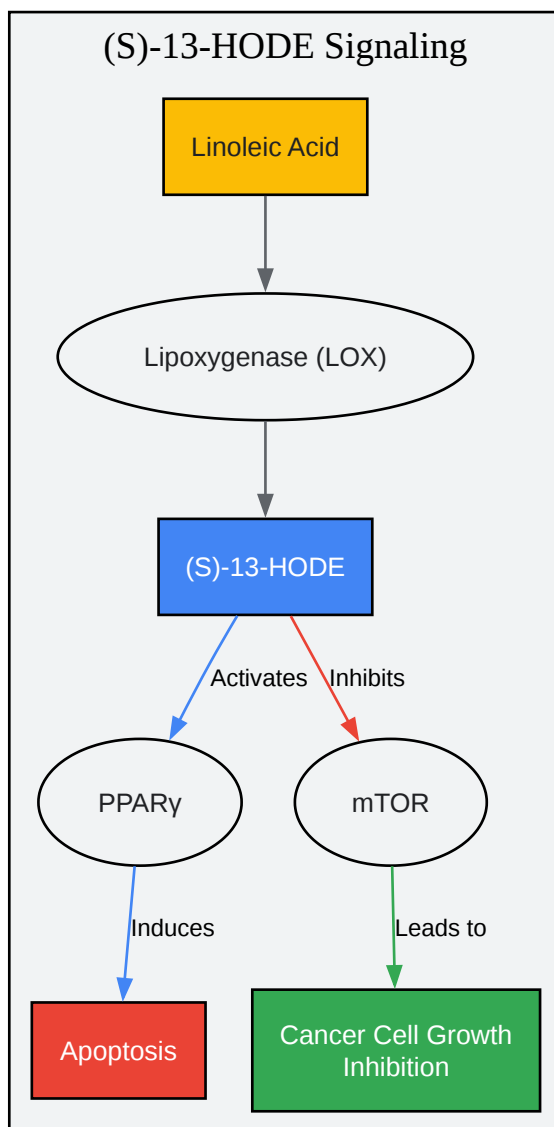 (S)-13-HODE Signaling
Linoleic Acid
Lipoxygenase (LOX)
(S)-13-HODE
Activates
Inhibits
PPARγ
mTOR
Induces
Leads to
Apoptosis
Cancer Cell Growth
Inhibition